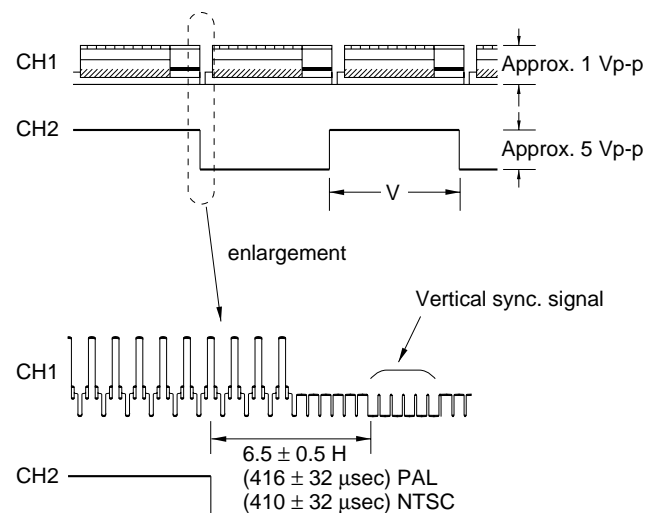 CH1
Approx. 1 Vp-p
CH2
Approx. 5 Vp-p
V
enlargement
Vertical sync. signal
CH1
6.5 ± 0.5 H
(416 ± 32 μsec) PAL
(410 ± 32 μsec) NTSC
CH2